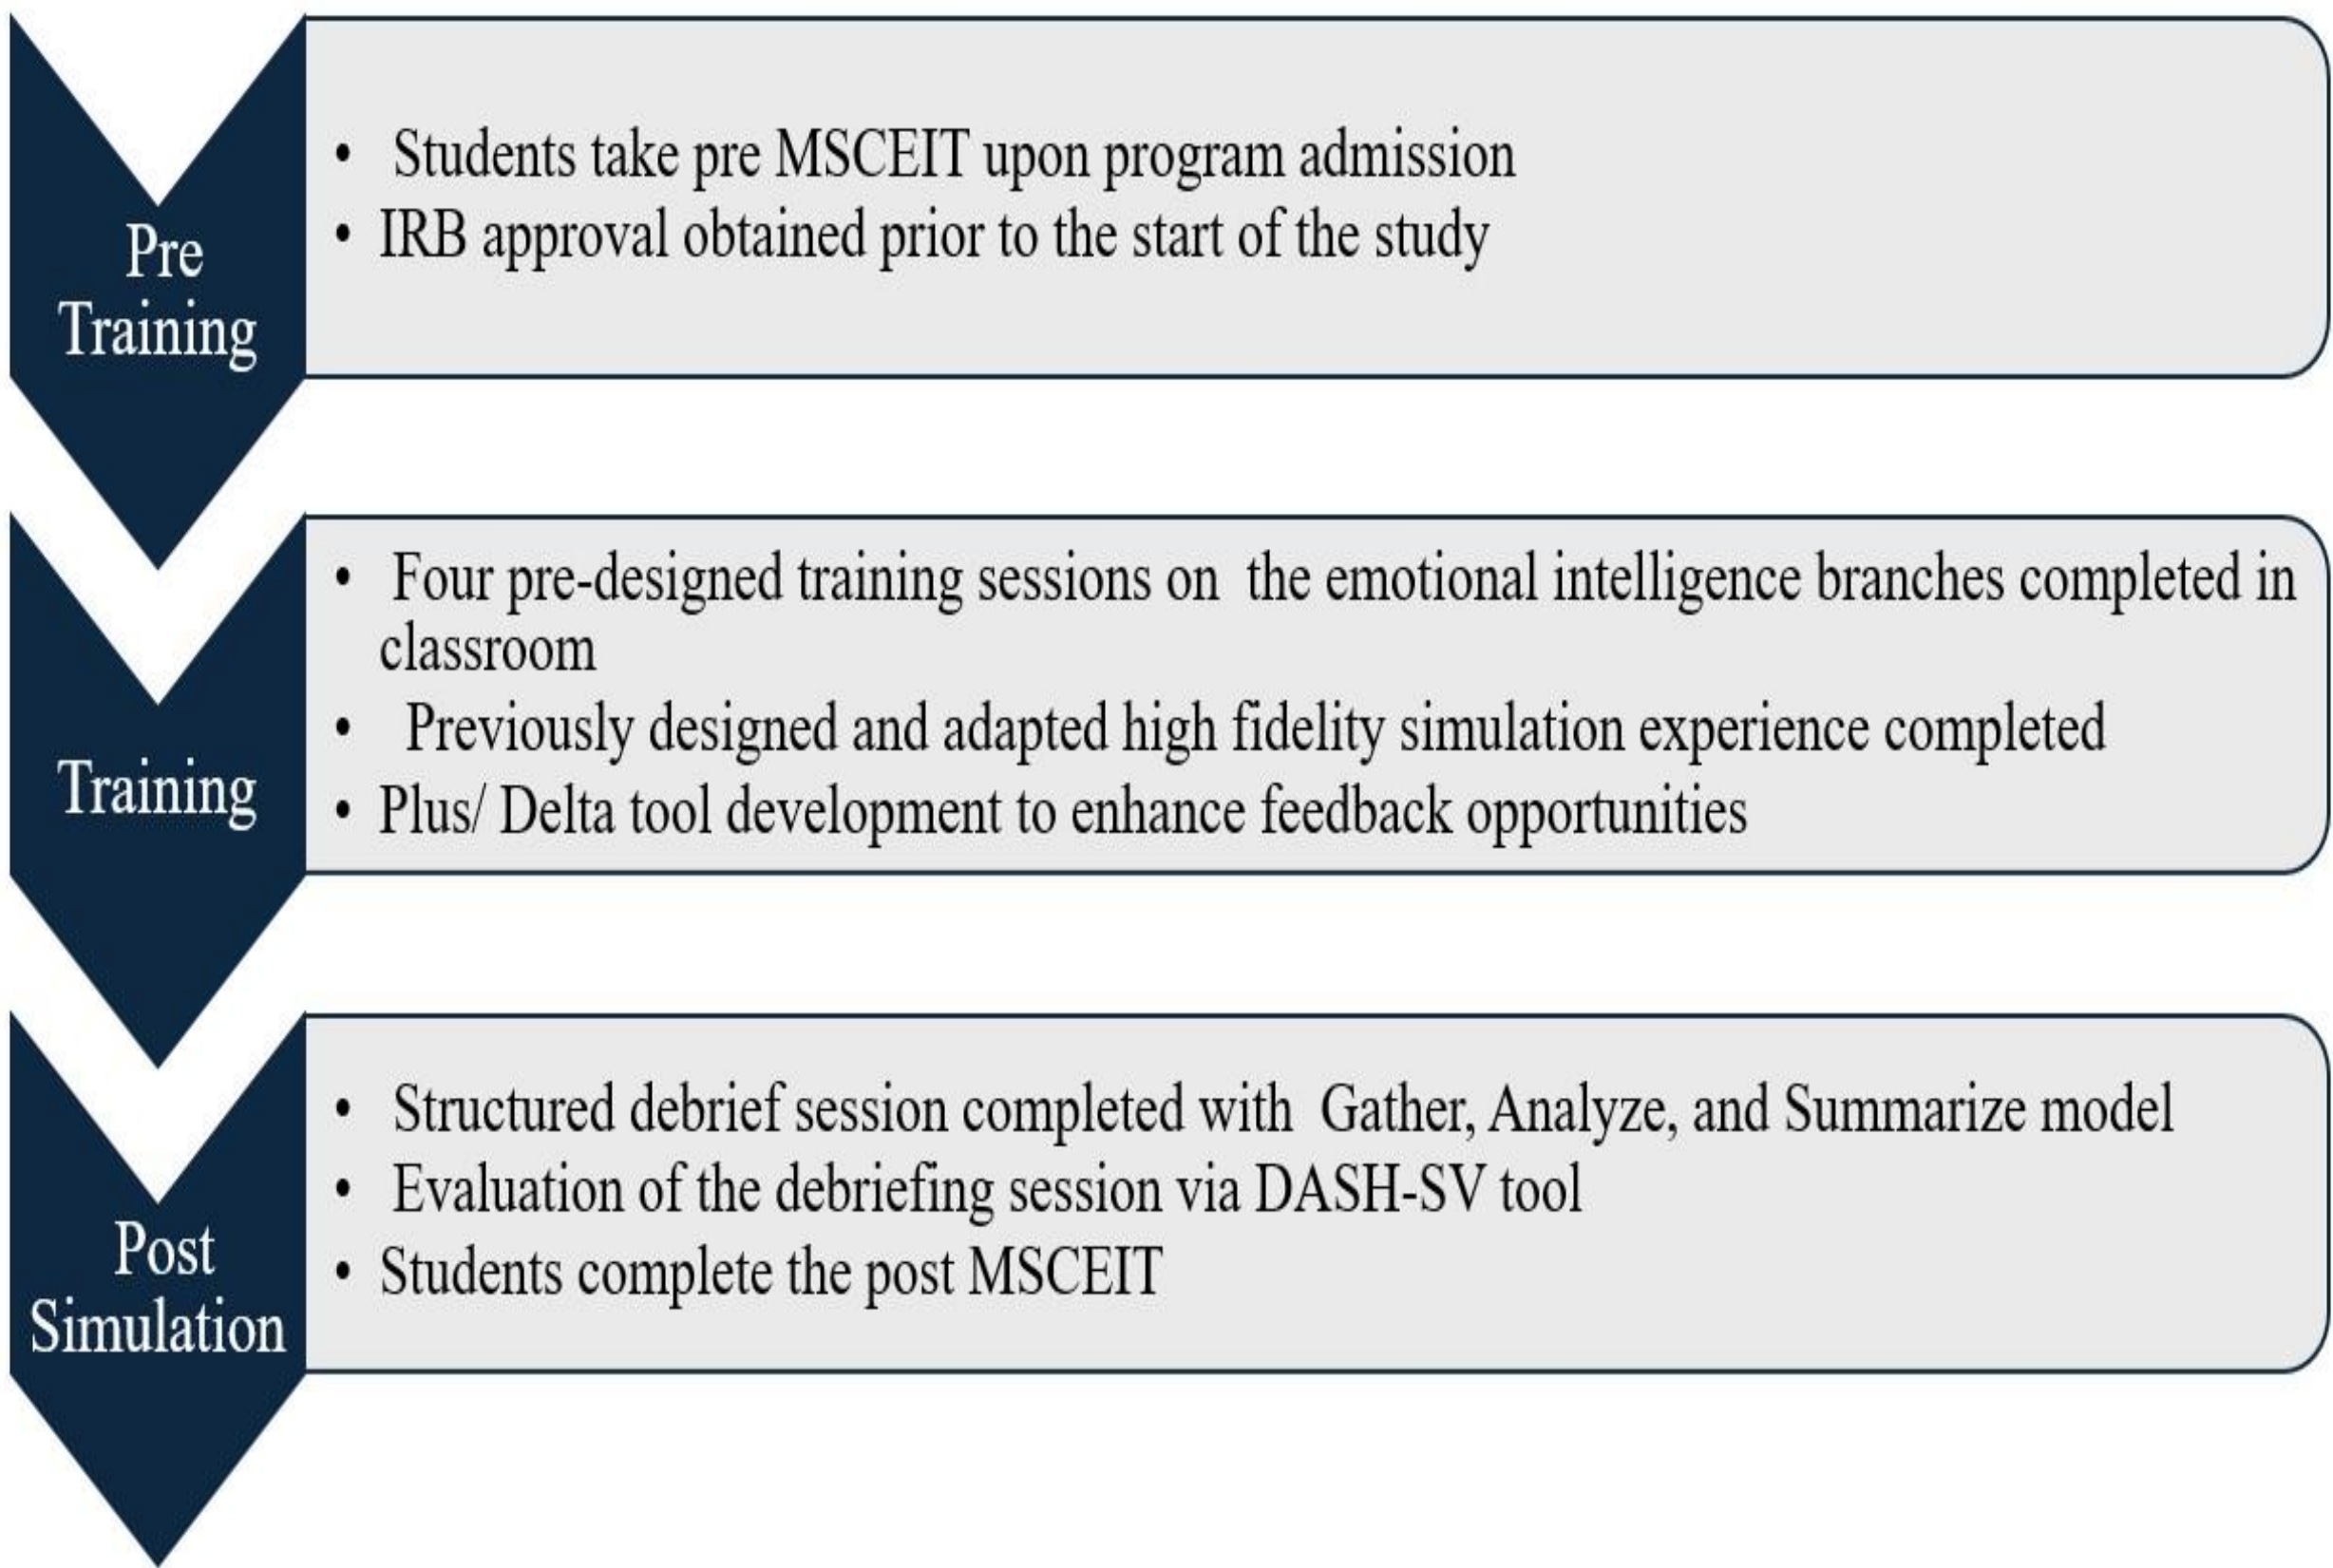 Pre
Training
• Students take pre MSCEIT upon program admission
• IRB approval obtained prior to the start of the study
Training
• Four pre-designed training sessions on the emotional intelligence branches completed in
classroom
• Previously designed and adapted high fidelity simulation experience completed
• Plus/ Delta tool development to enhance feedback opportunities
Post
Simulation
• Structured debrief session completed with Gather, Analyze, and Summarize model
• Evaluation of the debriefing session via DASH-SV tool
• Students complete the post MSCEIT